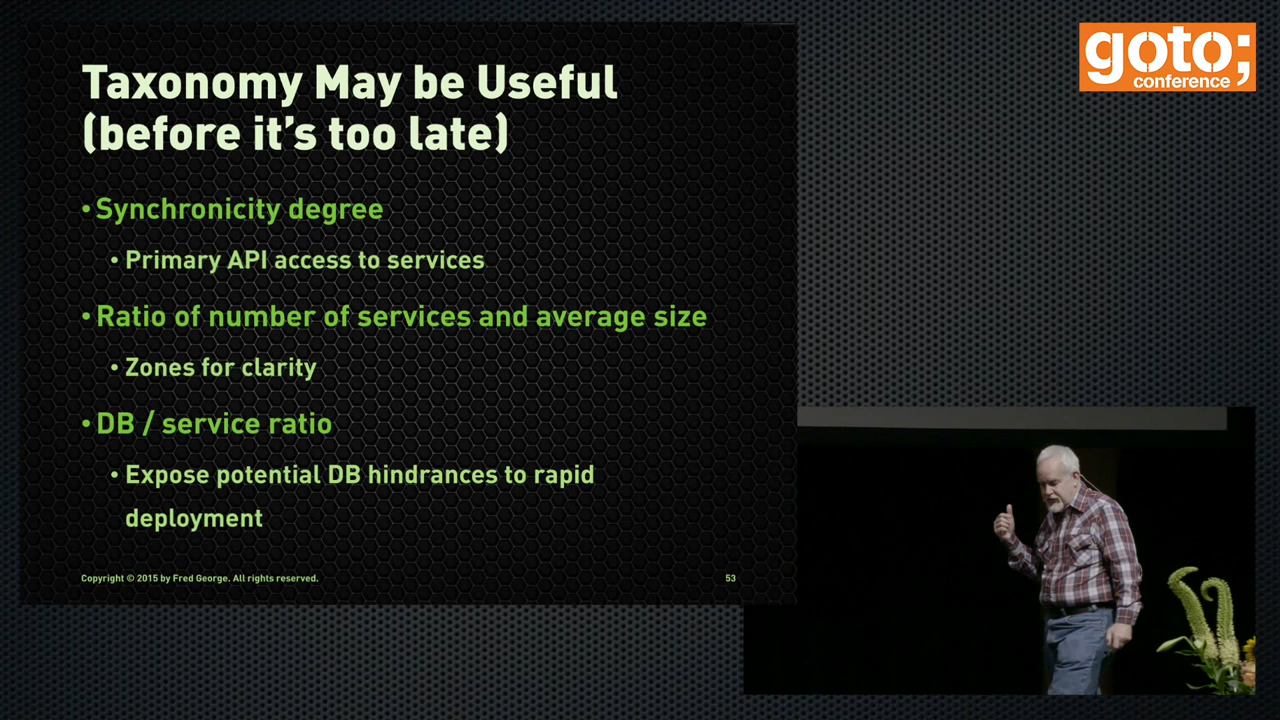 goto;
conference
Taxonomy May be Useful
(before it's too late)
• Synchronicity degree
• Primary API access to services
• Ratio of number of services and average size
• Zones for clarity
• DB / service ratio
• Expose potential DB hindrances to rapid
deployment
Copyright © 2015 by Fred George. All rights reserved.
53